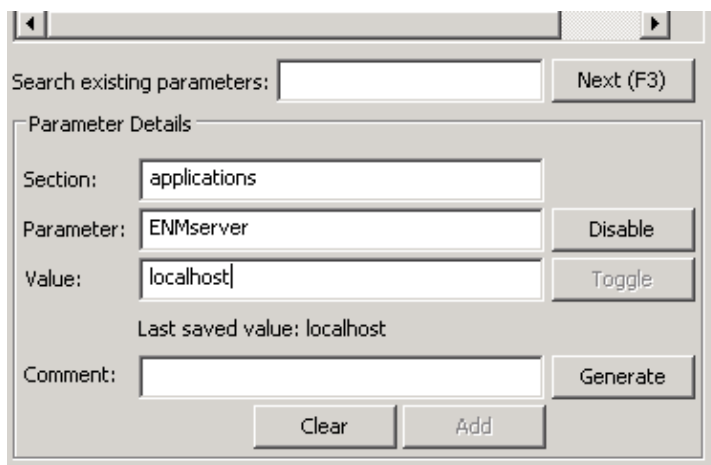 Search existing parameters: Next (F3)
Parameter Details
Section: applications
Parameter: ENMserver Disable
Value: localhost Toggle
Last saved value: localhost
Comment: Generate
Clear Add